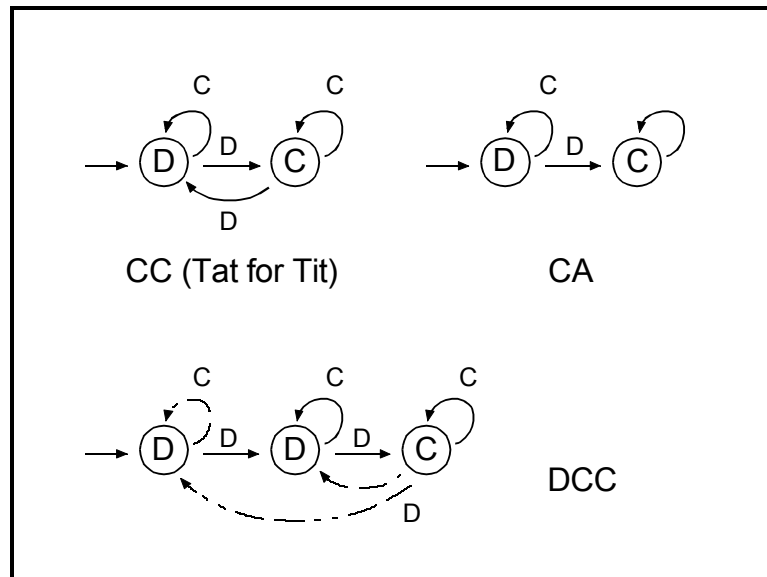 C C C
D D C D D C
D
CC (Tat for Tit) CA
C C C
D D D D C
D
DCC